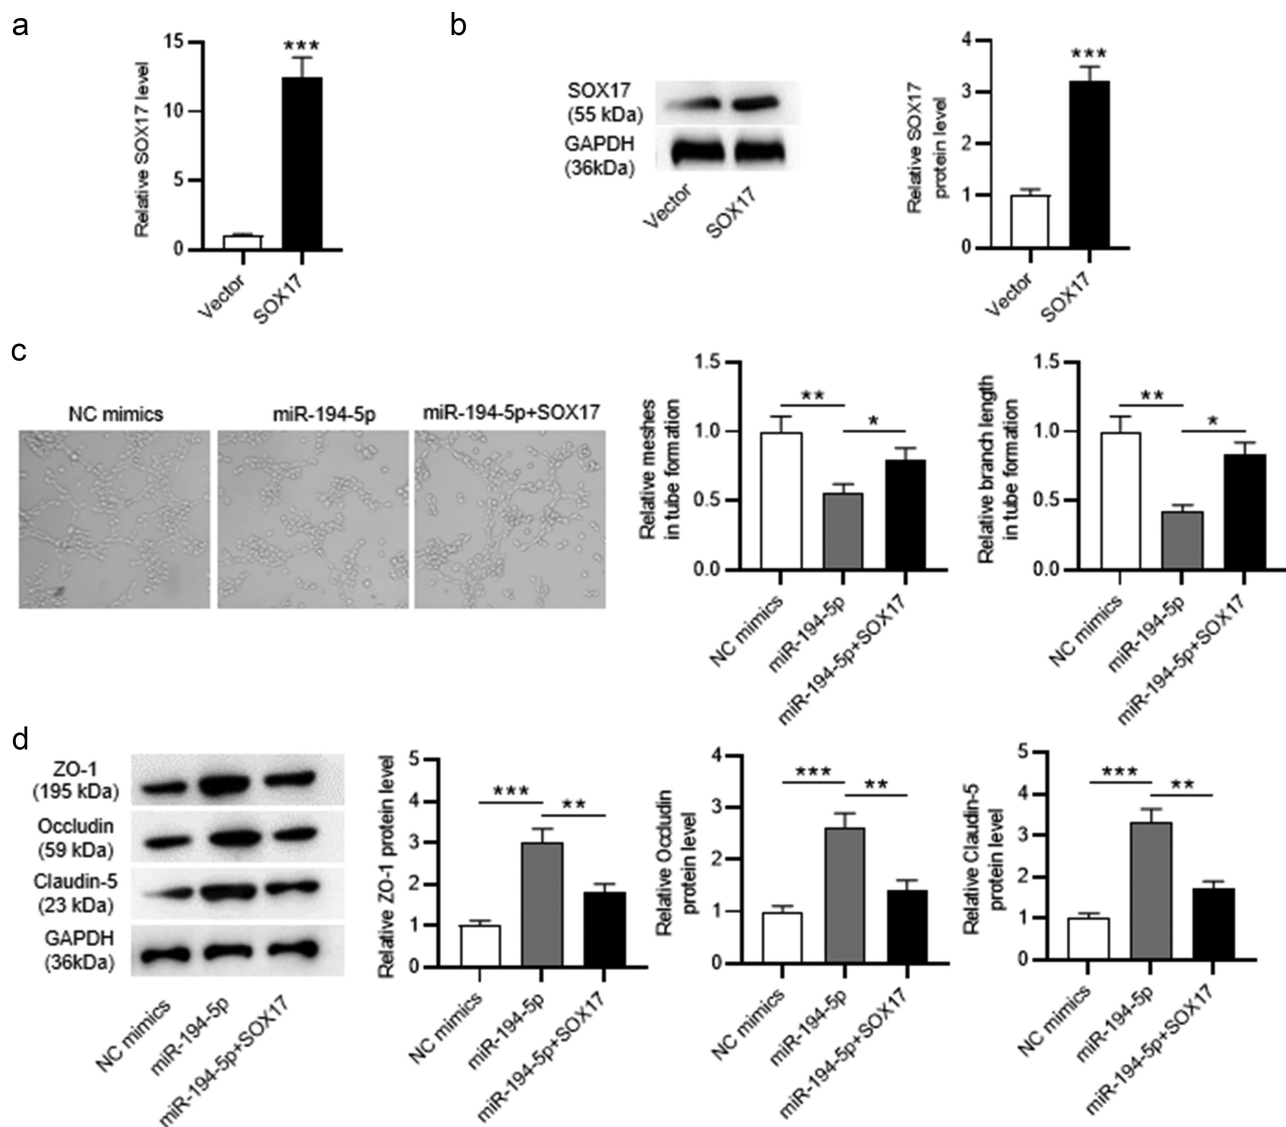 a
15
10
5
0
Relative SOX17 level
***
Vector
SOX17
b
SOX17
(55 kDa)
GAPDH
(36kDa)
Vector
SOX17
4
3
2
1
0
Relative SOX17
protein level
***
Vector
SOX17
c
NC mimics
miR-194-5p
miR-194-5p+SOX17
1.5
1.0
0.5
0.0
Relative meshes
in tube formation
**
*
NC mimics
miR-194-5p
miR-194-5p+SOX17
1.5
1.0
0.5
0.0
Relative branch length
in tube formation
**
*
NC mimics
miR-194-5p
miR-194-5p+SOX17
d
ZO-1
(195 kDa)
Occludin
(59 kDa)
Claudin-5
(23 kDa)
GAPDH
(36kDa)
NC mimics
miR-194-5p
miR-194-5p+SOX17
5
4
3
2
1
0
Relative ZO-1 protein level
***
**
NC mimics
miR-194-5p
miR-194-5p+SOX17
4
3
2
1
0
Relative Occludin
protein level
***
**
NC mimics
miR-194-5p
miR-194-5p+SOX17
5
4
3
2
1
0
Relative Claudin-5
protein level
***
**
NC mimics
miR-194-5p
miR-194-5p+SOX17